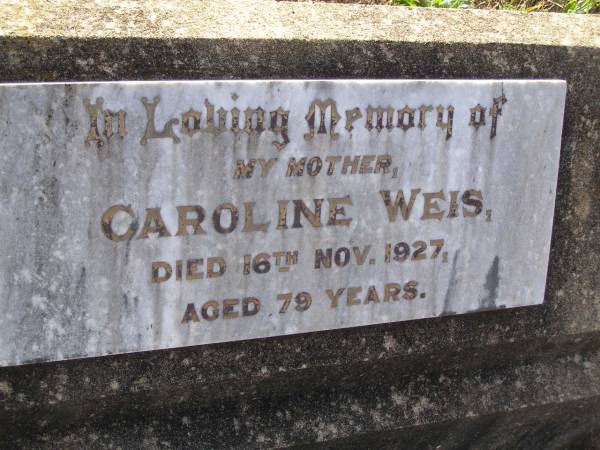 In Loving Memory of
MY MOTHER,
CAROLINE WEIS,
DIED 16TH NOV. 1927,
AGED 79 YEARS.